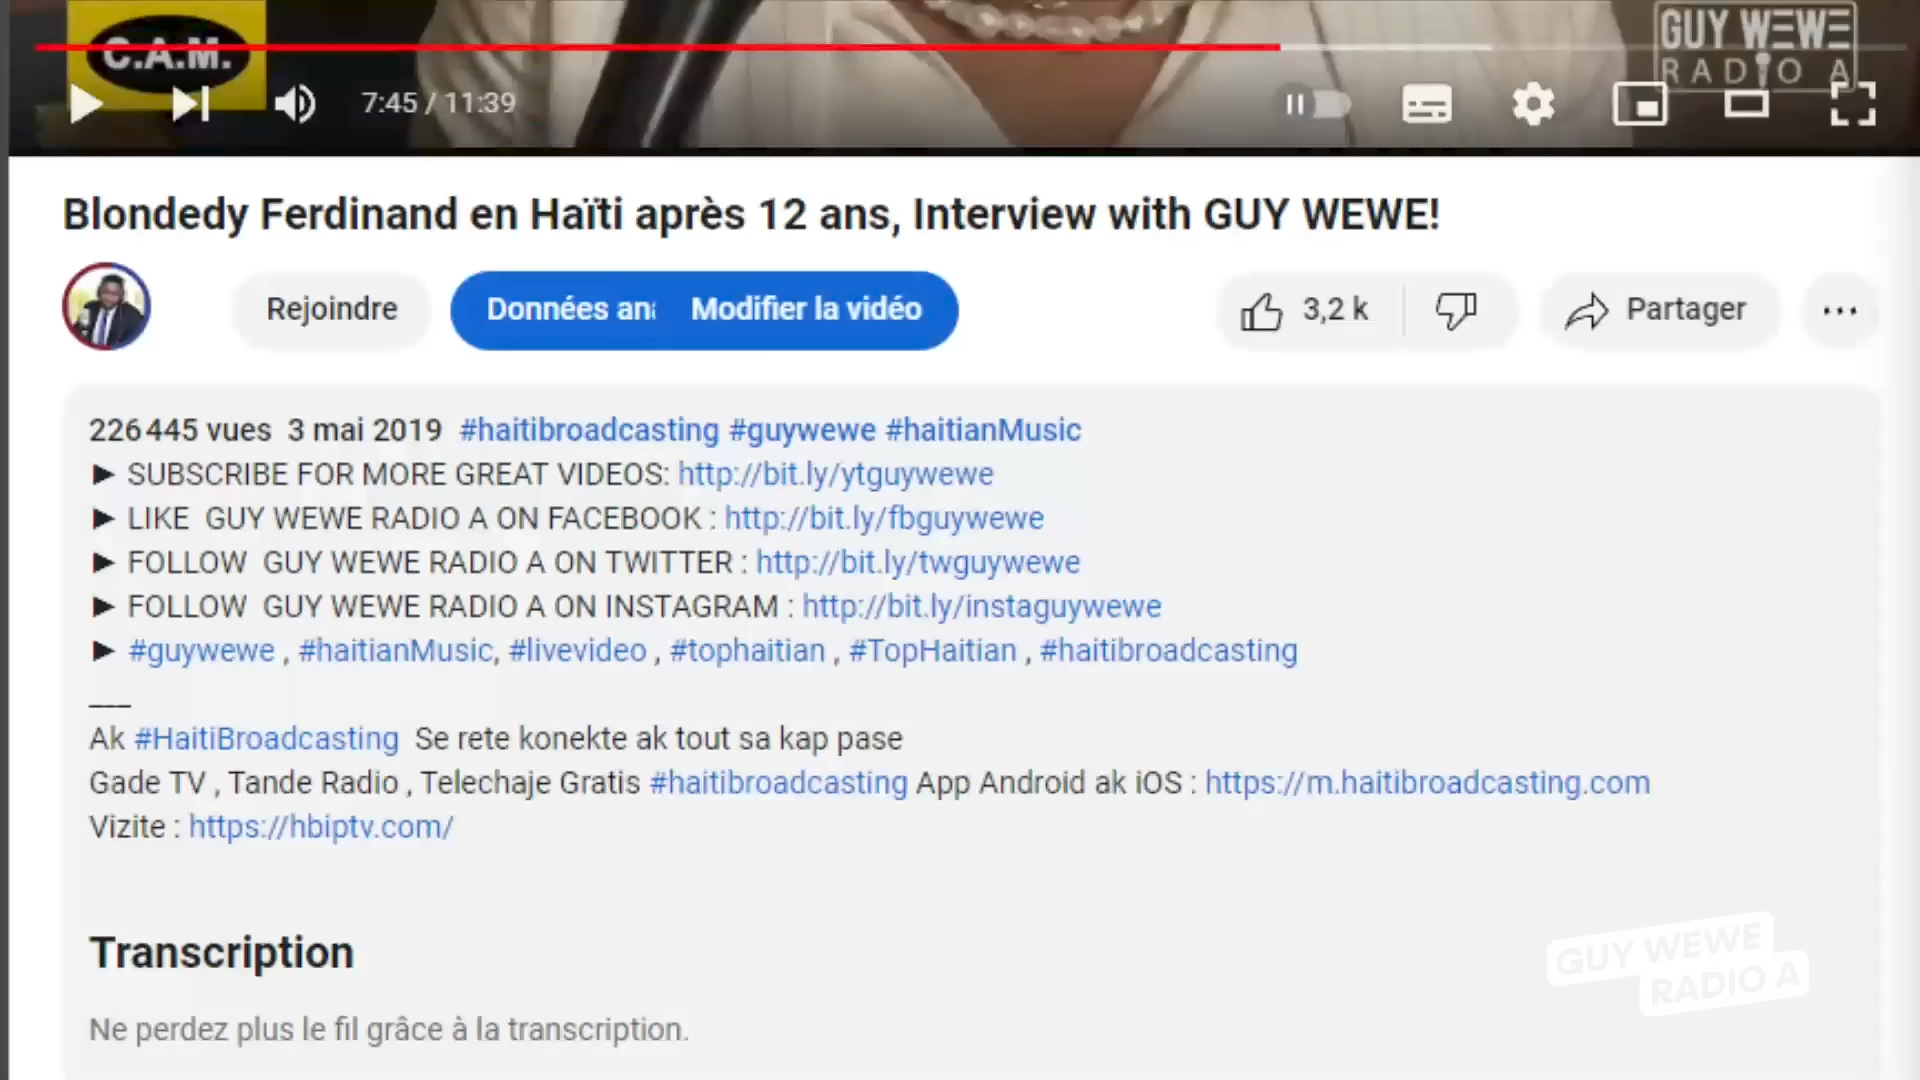 C.A.M.
GUY WEWE
RADIO A
7:45 / 11:39
Blondedy Ferdinand en Haïti après 12 ans, Interview with GUY WEWE!
Rejoindre
Données an
Modifier la vidéo
3,2 k
Partager
226 445 vues 3 mai 2019 #haitibroadcasting #guywewe #haitianMusic
► SUBSCRIBE FOR MORE GREAT VIDEOS: http://bit.ly/ytguywewe
► LIKE GUY WEWE RADIO A ON FACEBOOK : http://bit.ly/fbguywewe
► FOLLOW GUY WEWE RADIO A ON TWITTER : http://bit.ly/twguywewe
► FOLLOW GUY WEWE RADIO A ON INSTAGRAM : http://bit.ly/instaguywewe
► #guywewe , #haitianMusic, #livevideo , #tophaitian , #TopHaitian , #haitibroadcasting
___
Ak #HaitiBroadcasting Se rete konekte ak tout sa kap pase
Gade TV , Tande Radio , Telechaje Gratis #haitibroadcasting App Android ak iOS : https://m.haitibroadcasting.com
Vizite : https://hbiptv.com/
Transcription
Ne perdez plus le fil grâce à la transcription.
GUY WEWE
RADIO A